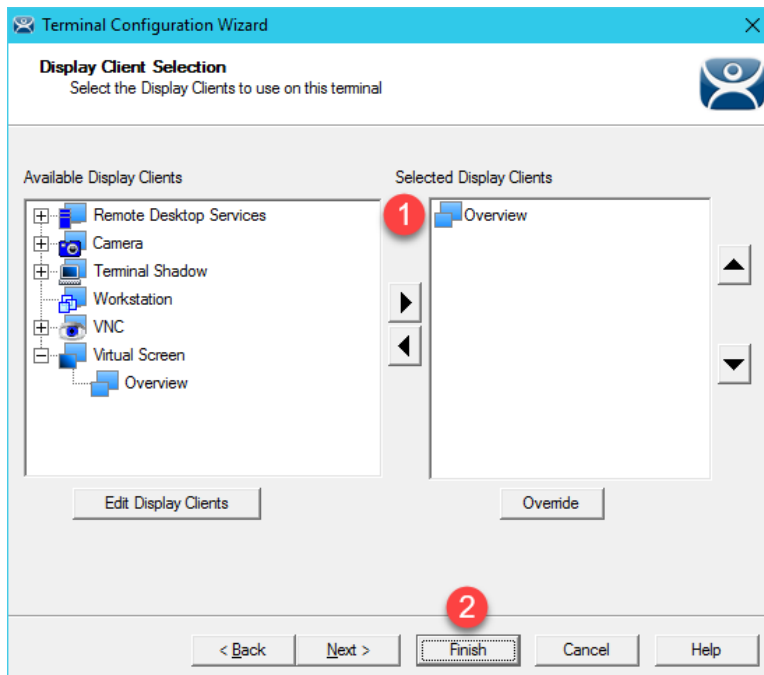 Terminal Configuration Wizard
Display Client Selection
Select the Display Clients to use on this terminal
Available Display Clients
Remote Desktop Services
Camera
Terminal Shadow
Workstation
VNC
Virtual Screen
Overview
Edit Display Clients
Selected Display Clients
1
Overview
Override
2
< Back
Next >
Finish
Cancel
Help